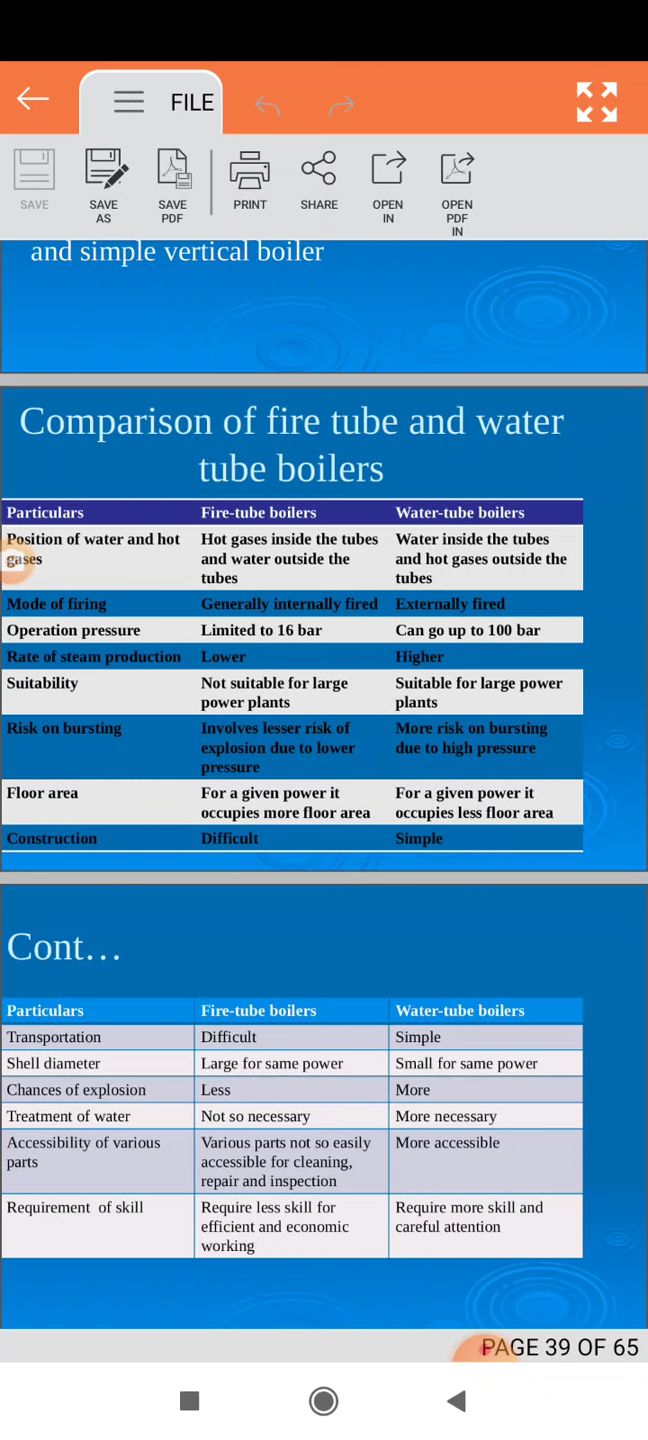 FILE
SAVE
SAVE AS
SAVE PDF
PRINT
SHARE
OPEN IN
OPEN PDF IN
and simple vertical boiler
Comparison of fire tube and water
tube boilers
Particulars Fire-tube boilers Water-tube boilers
Position of water and hot gases Hot gases inside the tubes and water outside the tubes Water inside the tubes and hot gases outside the tubes
Mode of firing Generally internally fired Externally fired
Operation pressure Limited to 16 bar Can go up to 100 bar
Rate of steam production Lower Higher
Suitability Not suitable for large power plants Suitable for large power plants
Risk on bursting Involves lesser risk of explosion due to lower pressure More risk on bursting due to high pressure
Floor area For a given power it occupies more floor area For a given power it occupies less floor area
Construction Difficult Simple
Cont…
Particulars Fire-tube boilers Water-tube boilers
Transportation Difficult Simple
Shell diameter Large for same power Small for same power
Chances of explosion Less More
Treatment of water Not so necessary More necessary
Accessibility of various parts Various parts not so easily accessible for cleaning, repair and inspection More accessible
Requirement of skill Require less skill for efficient and economic working Require more skill and careful attention
PAGE 39 OF 65